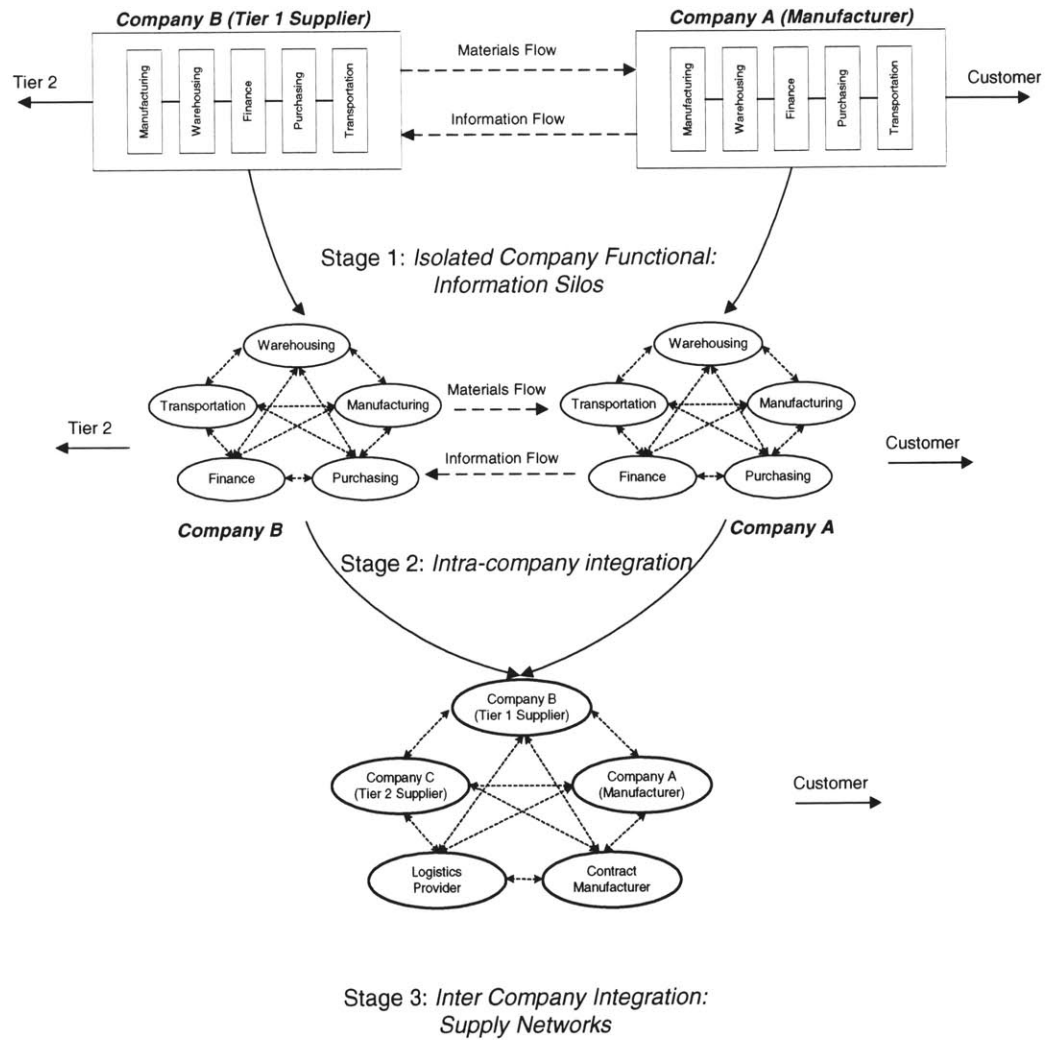 Company B (Tier 1 Supplier)
Company A (Manufacturer)
Tier 2
Manufacturing
Warehousing
Finance
Purchasing
Transportation
Materials Flow
Information Flow
Manufacturing
Warehousing
Finance
Purchasing
Transportation
Customer
Stage 1: Isolated Company Functional:
Information Silos
Warehousing
Transportation
Manufacturing
Finance
Purchasing
Tier 2
Company B
Materials Flow
Information Flow
Warehousing
Transportation
Manufacturing
Finance
Purchasing
Customer
Company A
Stage 2: Intra-company integration
Company B
(Tier 1 Supplier)
Company C
(Tier 2 Supplier)
Company A
(Manufacturer)
Logistics
Provider
Contract
Manufacturer
Customer
Stage 3: Inter Company Integration:
Supply Networks